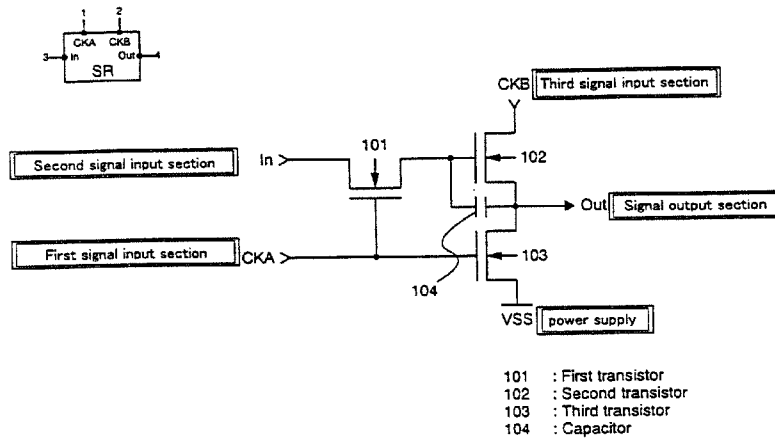 1 2
CKA CKB
3 In Out 4
SR
CKB Third signal input section
101
Second signal input section In
102
Out Signal output section
First signal input section CKA
103
104
VSS power supply
101 : First transistor
102 : Second transistor
103 : Third transistor
104 : Capacitor